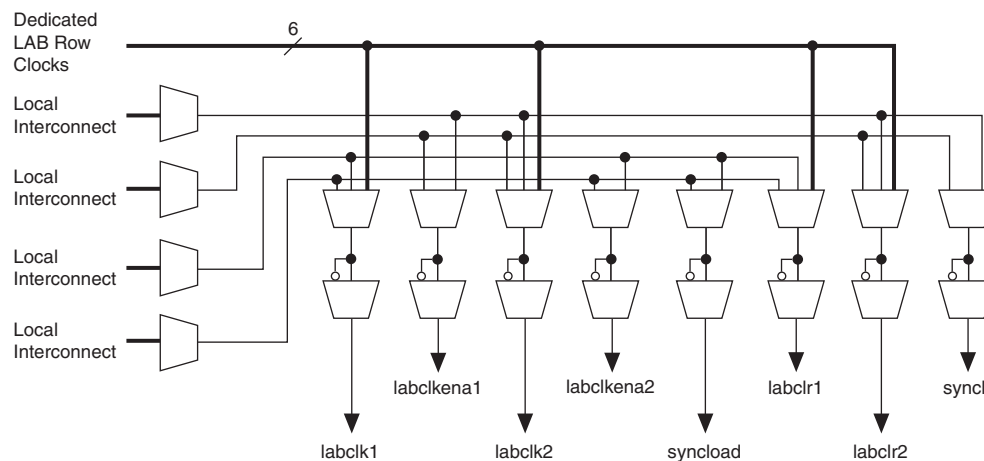 Dedicated
LAB Row
Clocks
6
Local
Interconnect
Local
Interconnect
Local
Interconnect
Local
Interconnect
labclkena1
labclkena2
labclr1
syncl
labclk1
labclk2
syncload
labclr2